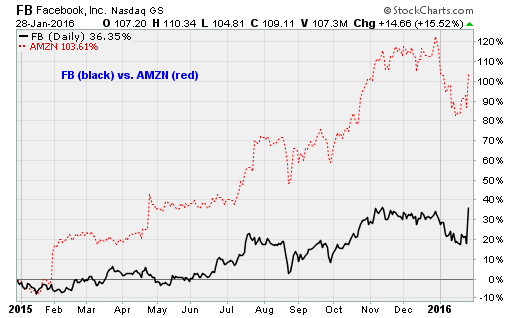 FB Facebook, Inc. Nasdaq GS © StockCharts.com
28-Jan-2016 O 107.20 H 110.34 L 104.81 C 109.11 V 107.3M Chg +14.66 (+15.52%)
FB (Daily) 36.35%
AMZN 103.61%
FB (black) vs. AMZN (red)
120%
110%
100%
90%
80%
70%
60%
50%
40%
30%
20%
10%
0%
-10%
2015 Feb Mar Apr May Jun Jul Aug Sep Oct Nov Dec 2016